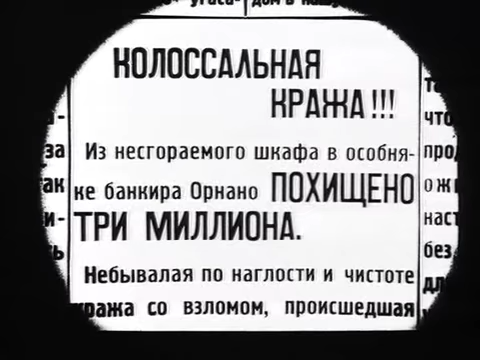 КОЛОССАЛЬНАЯ
КРАЖА!!!
Из несгораемого шкафа в особня-
ке банкира Орнано ПОХИЩЕНО
ТРИ МИЛЛИОНА.
Небывалая по наглости и чистоте
кража со взломом, происшедшая